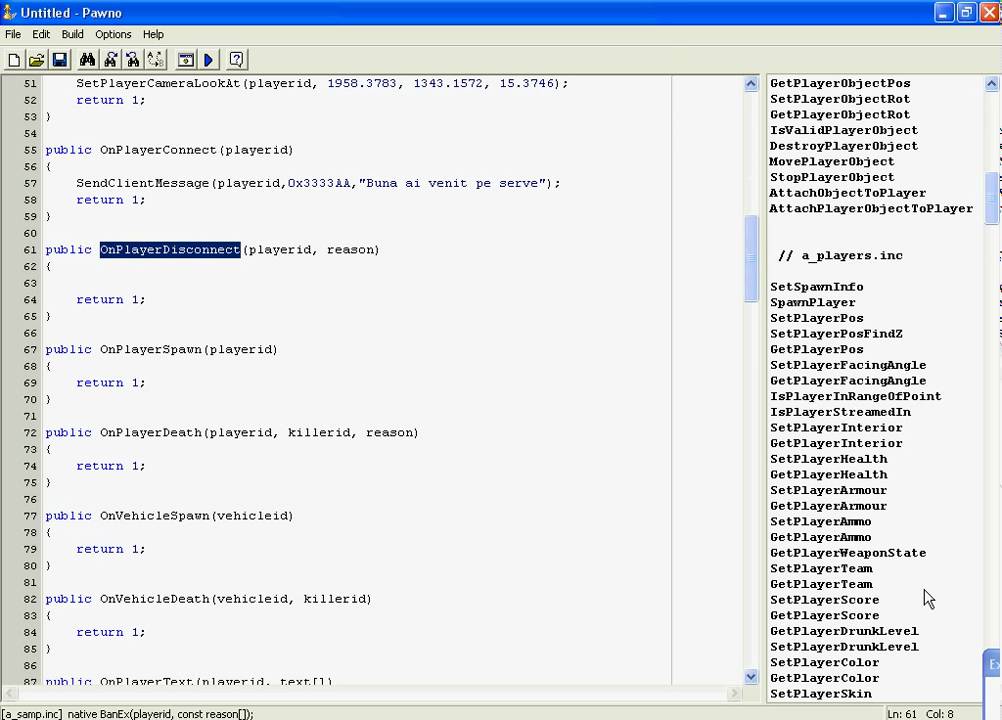 Untitled - Pawno
File Edit Build Options Help
51 SetPlayerCameraLookAt(playerid, 1958.3783, 1343.1572, 15.3746);
52 return 1;
53 }
54
55 public OnPlayerConnect(playerid)
56 {
57 SendClientMessage(playerid,0x3333AA,"Buna ai venit pe serve");
58 return 1;
59 }
60
61 public OnPlayerDisconnect(playerid, reason)
62 {
63
64 return 1;
65 }
66
67 public OnPlayerSpawn(playerid)
68 {
69 return 1;
70 }
71
72 public OnPlayerDeath(playerid, killerid, reason)
73 {
74 return 1;
75 }
76
77 public OnVehicleSpawn(vehicleid)
78 {
79 return 1;
80 }
81
82 public OnVehicleDeath(vehicleid, killerid)
83 {
84 return 1;
85 }
86
87 public OnPlayerText(playerid, text[])
GetPlayerObjectPos
SetPlayerObjectRot
GetPlayerObjectRot
IsValidPlayerObject
DestroyPlayerObject
MovePlayerObject
StopPlayerObject
AttachObjectToPlayer
AttachPlayerObjectToPlayer
// a_players.inc
SetSpawnInfo
SpawnPlayer
SetPlayerPos
SetPlayerPosFindZ
GetPlayerPos
SetPlayerFacingAngle
GetPlayerFacingAngle
IsPlayerInRangeOfPoint
IsPlayerStreamedIn
SetPlayerInterior
GetPlayerInterior
SetPlayerHealth
GetPlayerHealth
SetPlayerArmour
GetPlayerArmour
SetPlayerAmmo
GetPlayerAmmo
GetPlayerWeaponState
SetPlayerTeam
GetPlayerTeam
SetPlayerScore
GetPlayerScore
GetPlayerDrunkLevel
SetPlayerDrunkLevel
SetPlayerColor
GetPlayerColor
SetPlayerSkin
Ex
[a_samp.inc] native BanEx(playerid, const reason[]);
Ln: 61 Col: 8